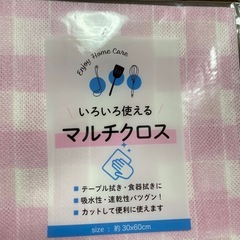 Enjoy Home Care
いろいろ使える
マルチクロス
■テーブル拭き・食器拭きに
■吸水性・速乾性バツグン！
■カットして便利に使えます
size：約30x60cm